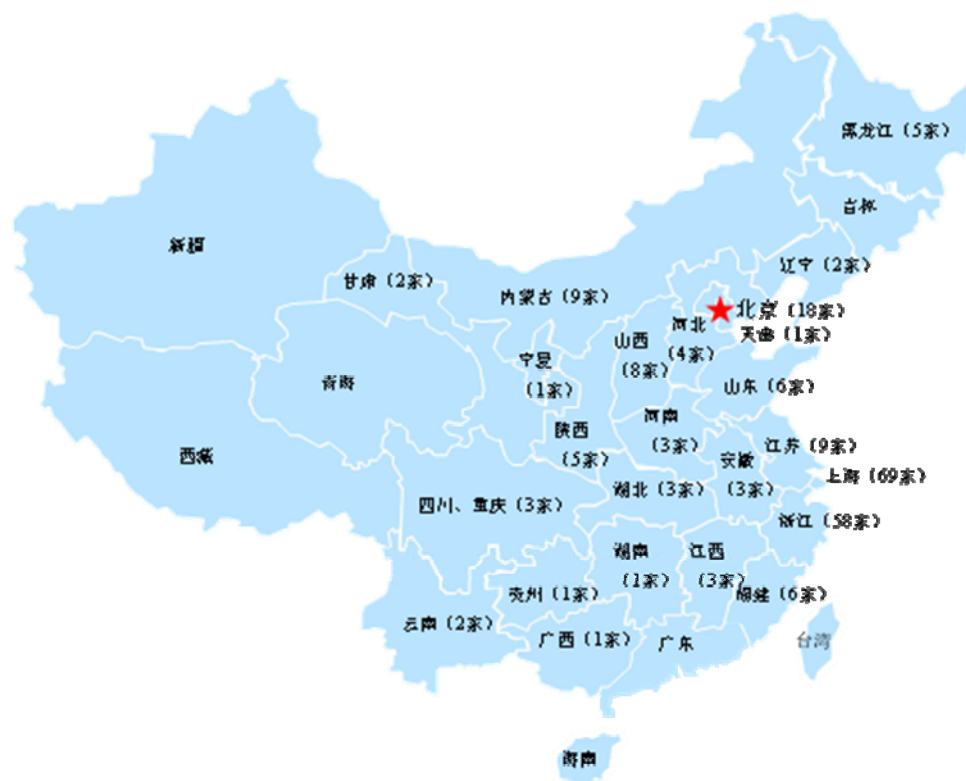 黑龙江（5家）
吉林
新疆
辽宁（2家）
甘肃（2家）
内蒙古（9家）
北京（18家）
河北
天津（1家）
山西
（4家）
宁夏
（8家）
青海
（1家）
山东（6家）
河南
陕西
（3家）
江苏（9家）
西藏
（5家）
安徽
上海（69家）
湖北（3家）
（3家）
四川、重庆（3家）
浙江（58家）
湖南
江西
（1家）
（3家）
贵州（1家）
福建（6家）
云南（2家）
广西（1家）
广东
台湾
海南